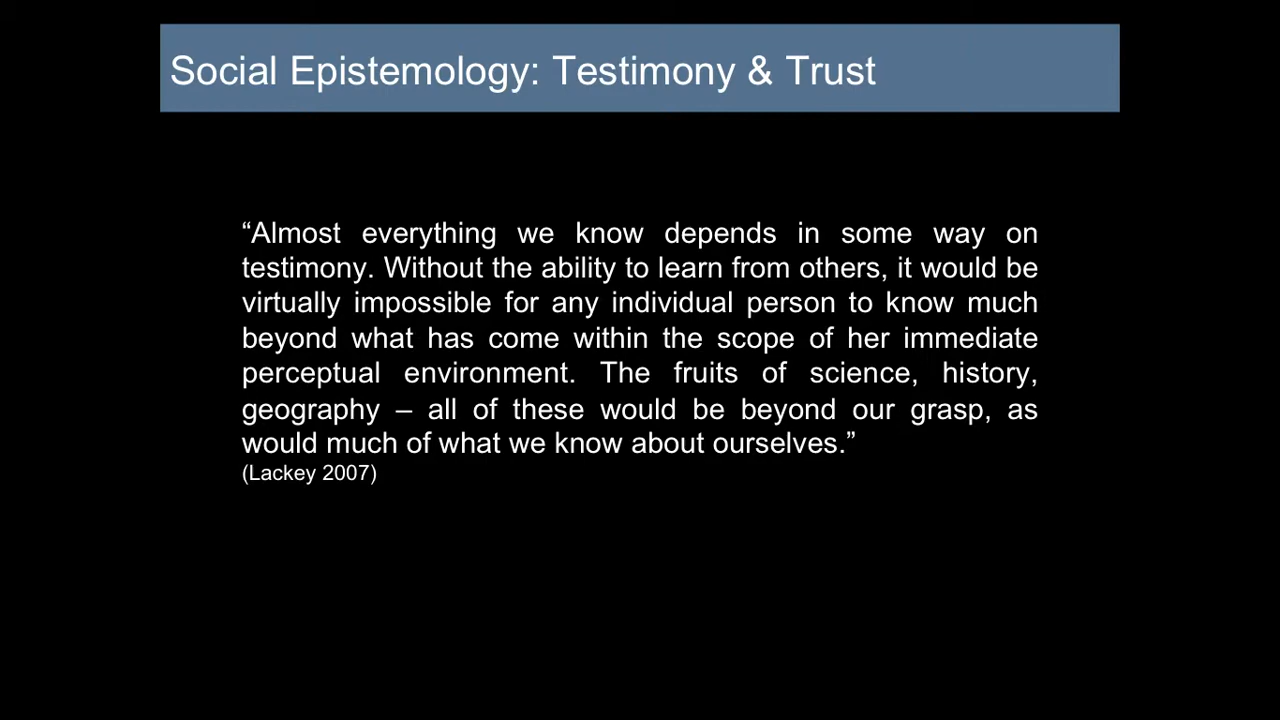 Social Epistemology: Testimony & Trust
“Almost everything we know depends in some way on
testimony. Without the ability to learn from others, it would be
virtually impossible for any individual person to know much
beyond what has come within the scope of her immediate
perceptual environment. The fruits of science, history,
geography – all of these would be beyond our grasp, as
would much of what we know about ourselves.”
(Lackey 2007)